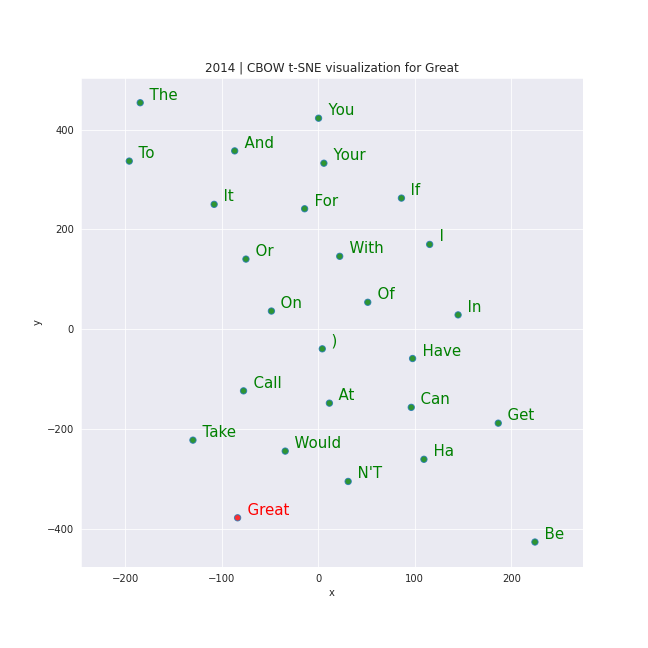 2014 | CBOW t-SNE visualization for Great
The
You
400
And
To
Your
If
It
For
200
I
With
Or
Of
On
In
0
)
Have
y
Call
At
Can
Get
−200
Take
Would
Ha
N'T
Great
−400
Be
−200
−100
0
100
200
x